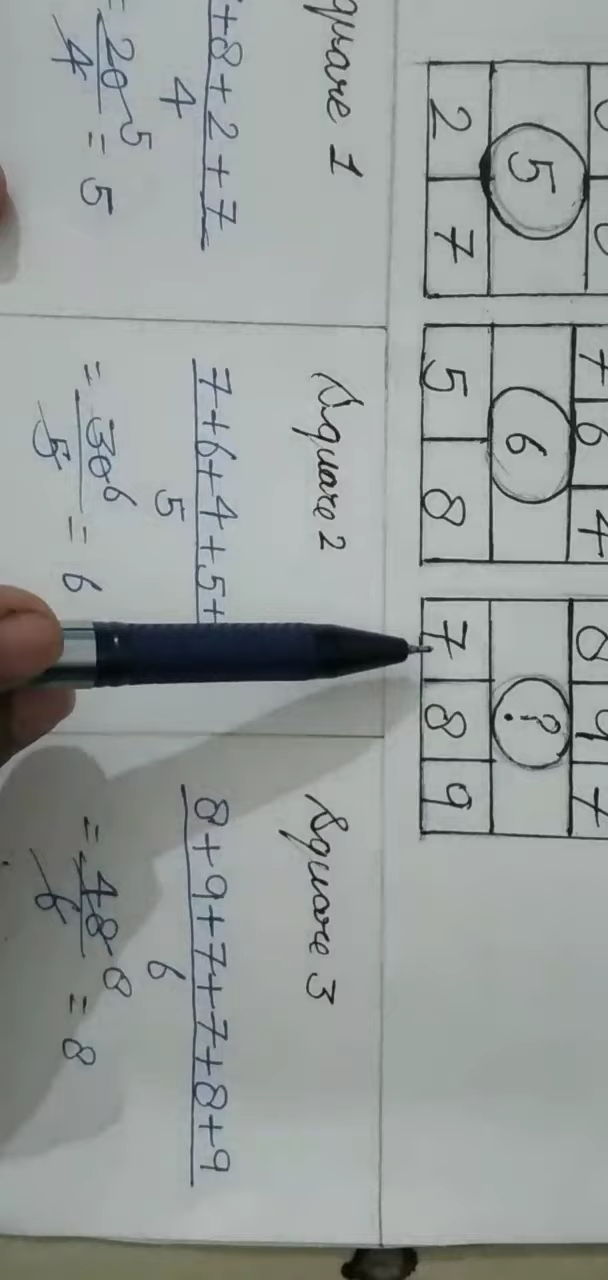 7 6 4 8 9 7
5 6 ?
2 7 5 8 7 8 9
Square 2 Square 3
+8+2+7 7+6+4+5+ 8+9+7+7+8+9
4 5 6
= 20 5 = 5 = 30 6 = 6 = 48 8 = 8
4 5 6